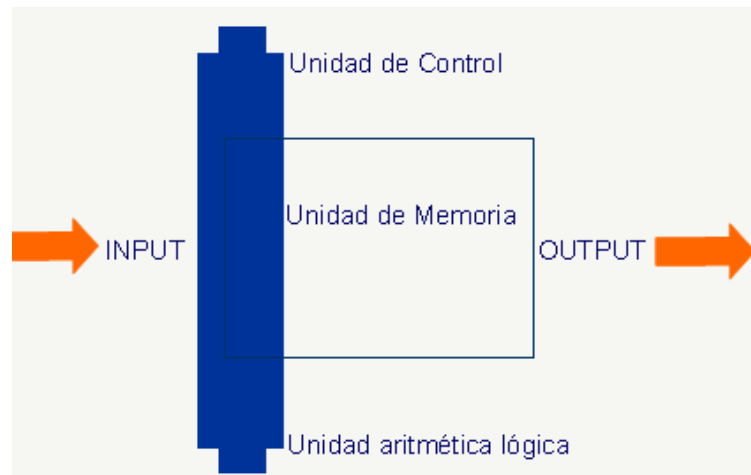 Unidad de Control
Unidad de Memoria
INPUT
OUTPUT
Unidad aritmética lógica